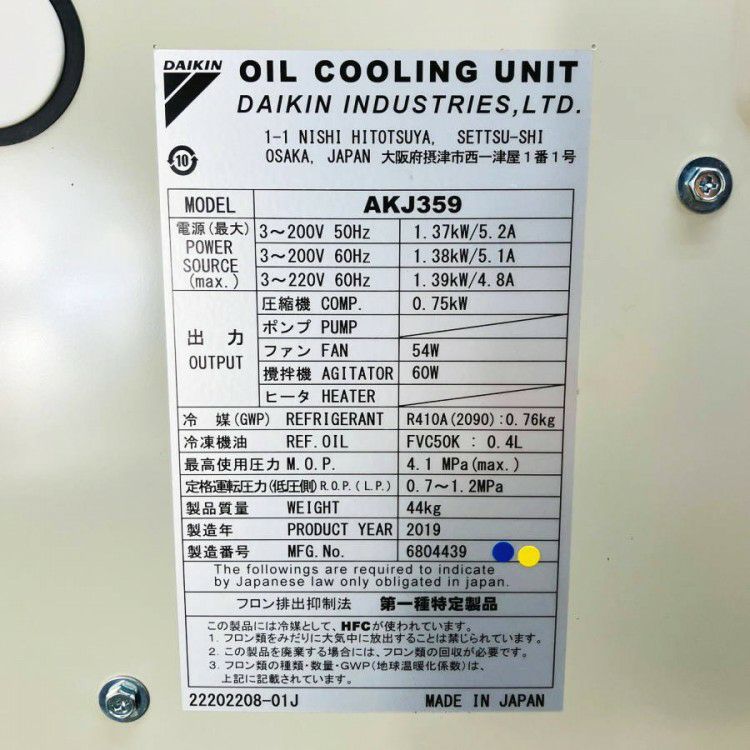 DAIKIN
OIL COOLING UNIT
DAIKIN INDUSTRIES,LTD.
1-1 NISHI HITOTSUYA, SETTSU-SHI
OSAKA, JAPAN 大阪府摂津市西一津屋1番1号
10
MODEL AKJ359
電源(最大) POWER SOURCE (max.)
3～200V 50Hz 1.37kW/5.2A
3～200V 60Hz 1.38kW/5.1A
3～220V 60Hz 1.39kW/4.8A
出力 OUTPUT
圧縮機 COMP. 0.75kW
ポンプ PUMP
ファン FAN 54W
攪拌機 AGITATOR 60W
ヒータ HEATER
冷媒(GWP) REFRIGERANT R410A(2090):0.76kg
冷凍機油 REF.OIL FVC50K : 0.4L
最高使用圧力 M.O.P. 4.1 MPa(max.)
定格運転圧力(低圧側) R.O.P.(L.P.) 0.7～1.2MPa
製品質量 WEIGHT 44kg
製造年 PRODUCT YEAR 2019
製造番号 MFG.No. 6804439
The followings are required to indicate
by Japanese law only obligated in japan.
フロン排出抑制法 第一種特定製品
この製品には冷媒として、HFCが使われています。
1. フロン類をみだりに大気中に放出することは禁じられています。
2. この製品を廃棄する場合には、フロン類の回収が必要です。
3. フロン類の種類・数量・GWP(地球温暖化係数)は、
上記に記載されています。
22202208-01J MADE IN JAPAN